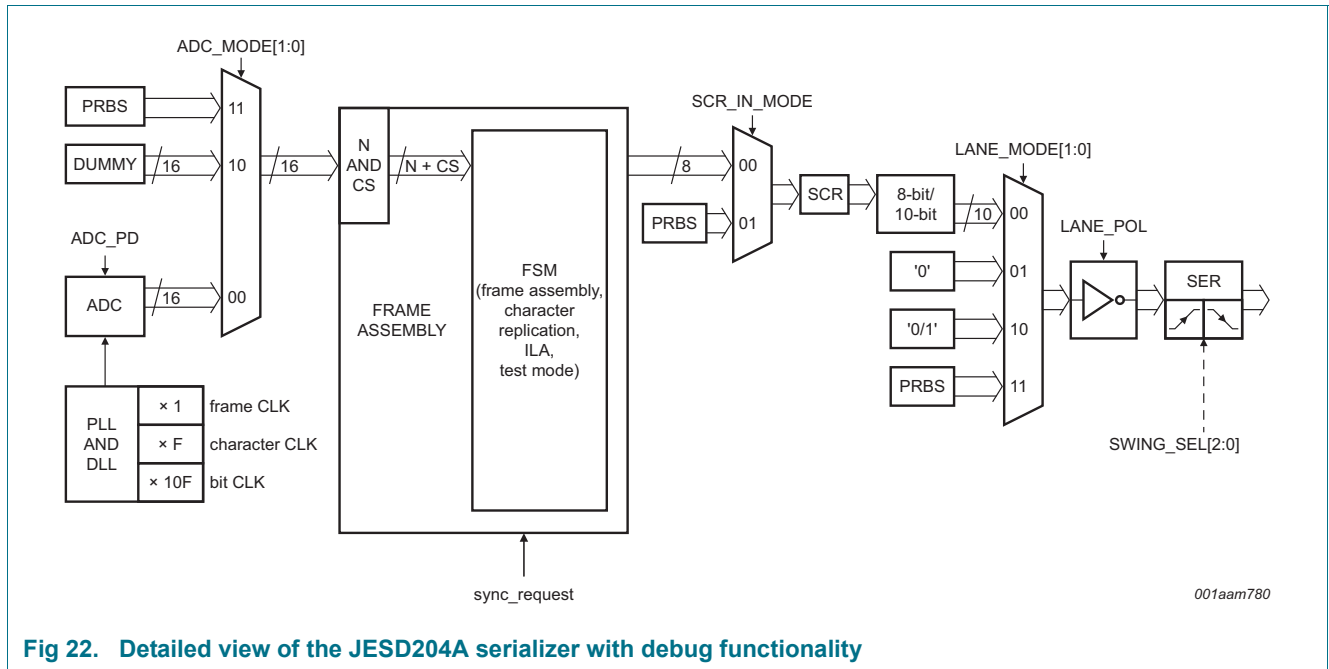 ADC_MODE[1:0]
PRBS
11
DUMMY
16
10
16
ADC_PD
ADC
16
00
PLL
AND
DLL
× 1
frame CLK
× F
character CLK
× 10F
bit CLK
N
AND
CS
N + CS
FRAME
ASSEMBLY
FSM
(frame assembly,
character
replication,
ILA,
test mode)
sync_request
8
SCR_IN_MODE
00
PRBS
01
SCR
8-bit/
10-bit
10
LANE_MODE[1:0]
00
'0'
01
'0/1'
10
PRBS
11
LANE_POL
SER
SWING_SEL[2:0]
001aam780
Fig 22. Detailed view of the JESD204A serializer with debug functionality